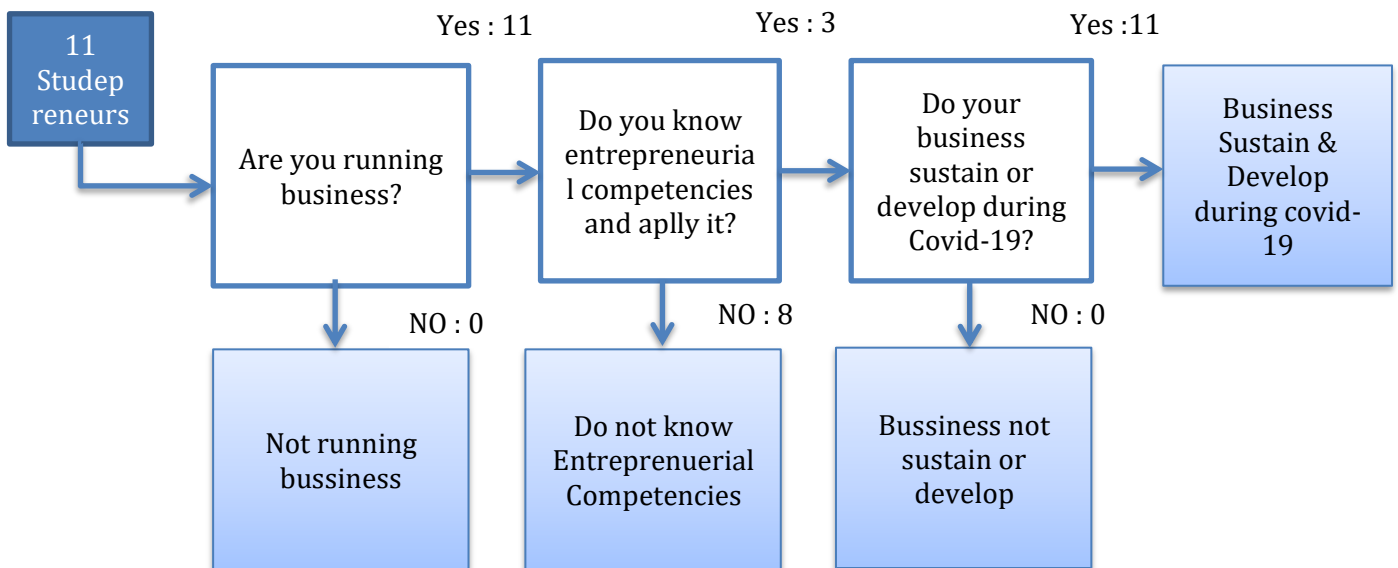 Yes : 11
Yes : 3
Yes :11
11
Studep
reneurs
Are you running
business?
Do you know
entrepreneuria
l competencies
and aplly it?
Do your
business
sustain or
develop during
Covid-19?
Business
Sustain &
Develop
during covid-
19
NO : 0
NO : 8
NO : 0
Not running
bussiness
Do not know
Entreprenuerial
Competencies
Bussiness not
sustain or
develop